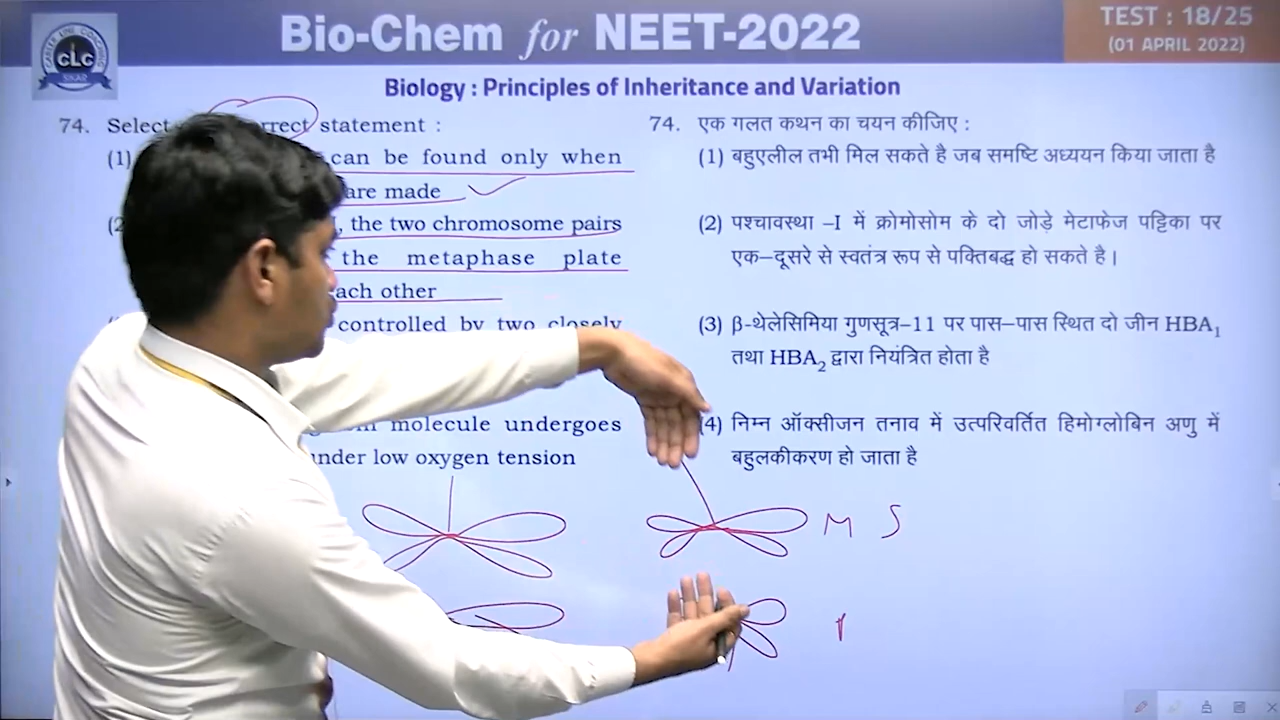 Bio-Chem for NEET-2022
TEST : 18/25
(01 APRIL 2022)
CLC
SIKAR
Biology : Principles of Inheritance and Variation
74. Select rrect statement :
(1) can be found only when
are made
, the two chromosome pairs
the metaphase plate
ach other
controlled by two closely
molecule undergoes
under low oxygen tension
74. एक गलत कथन का चयन कीजिए :
(1) बहुएलील तभी मिल सकते है जब समष्टि अध्ययन किया जाता है
(2) पश्चावस्था –I में क्रोमोसोम के दो जोड़े मेटाफेज पट्टिका पर
एक–दूसरे से स्वतंत्र रूप से पक्तिबद्ध हो सकते है।
(3) β-थेलेसिमिया गुणसूत्र–11 पर पास–पास स्थित दो जीन HBA1
तथा HBA2 द्वारा नियंत्रित होता है
4) निम्न ऑक्सीजन तनाव में उत्परिवर्तित हिमोग्लोबिन अणु में
बहुलकीकरण हो जाता है
M S